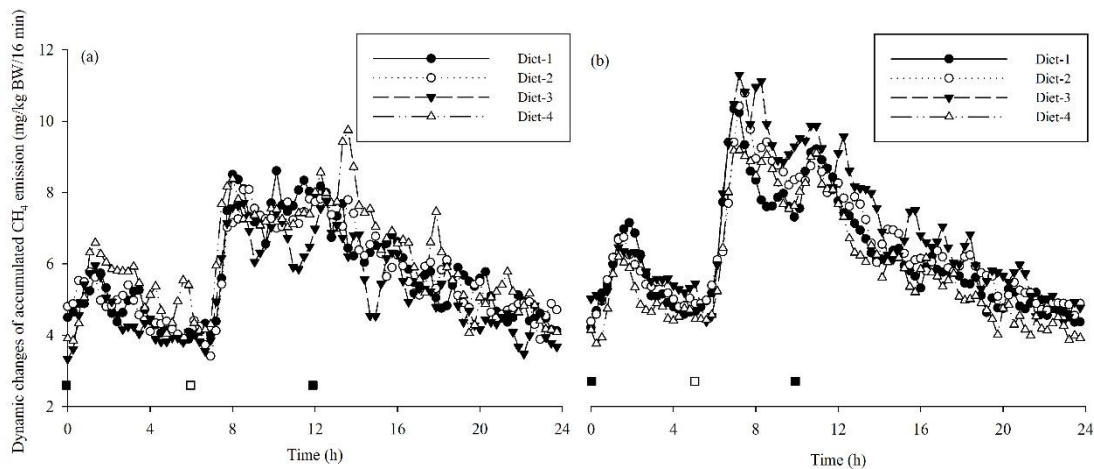 Dynamic changes of accumulated CH₄ emission (mg/kg BW/16 min)
12
10
8
6
4
2
(a)
Diet-1
Diet-2
Diet-3
Diet-4
0 4 8 12 16 20 24
Time (h)
(b)
Diet-1
Diet-2
Diet-3
Diet-4
0 4 8 12 16 20 24
Time (h)